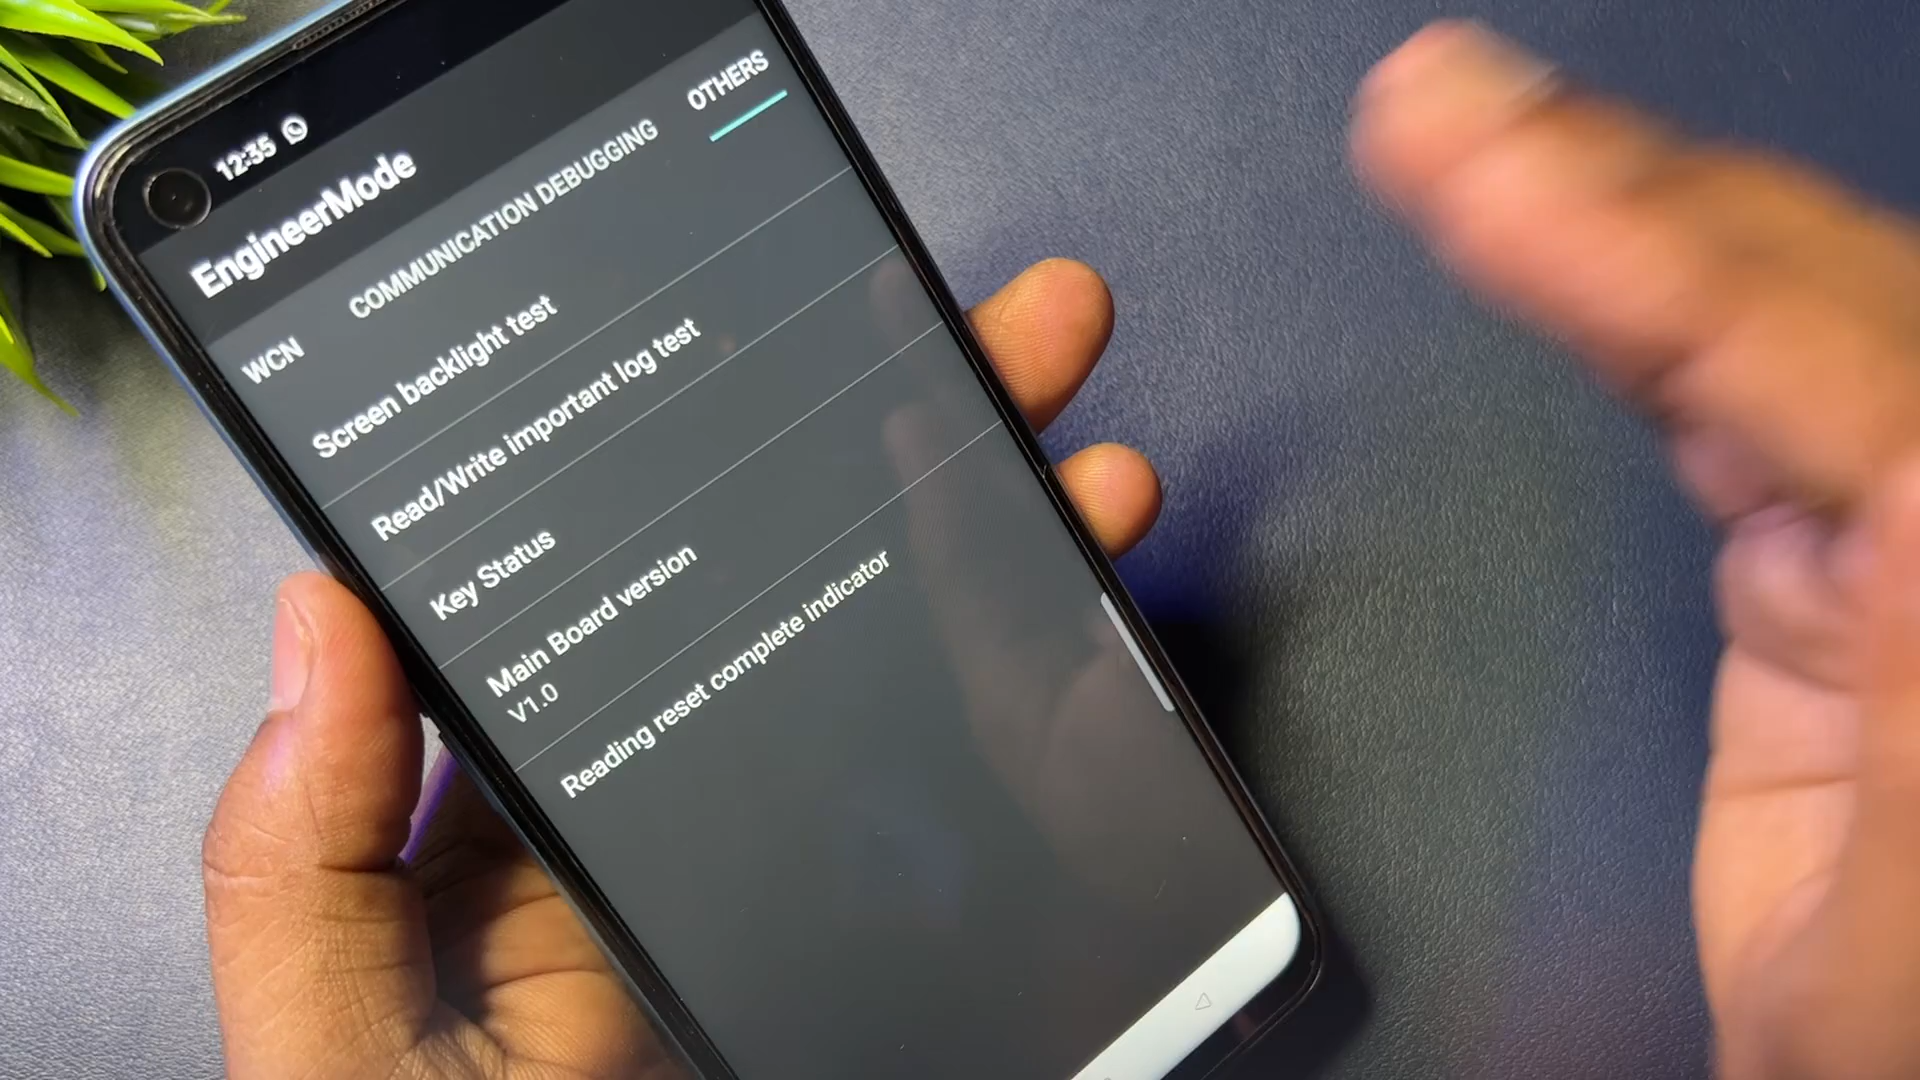 12:35
EngineerMode
WCN COMMUNICATION DEBUGGING OTHERS
Screen backlight test
Read/Write important log test
Key Status
Main Board version
V1.0
Reading reset complete indicator